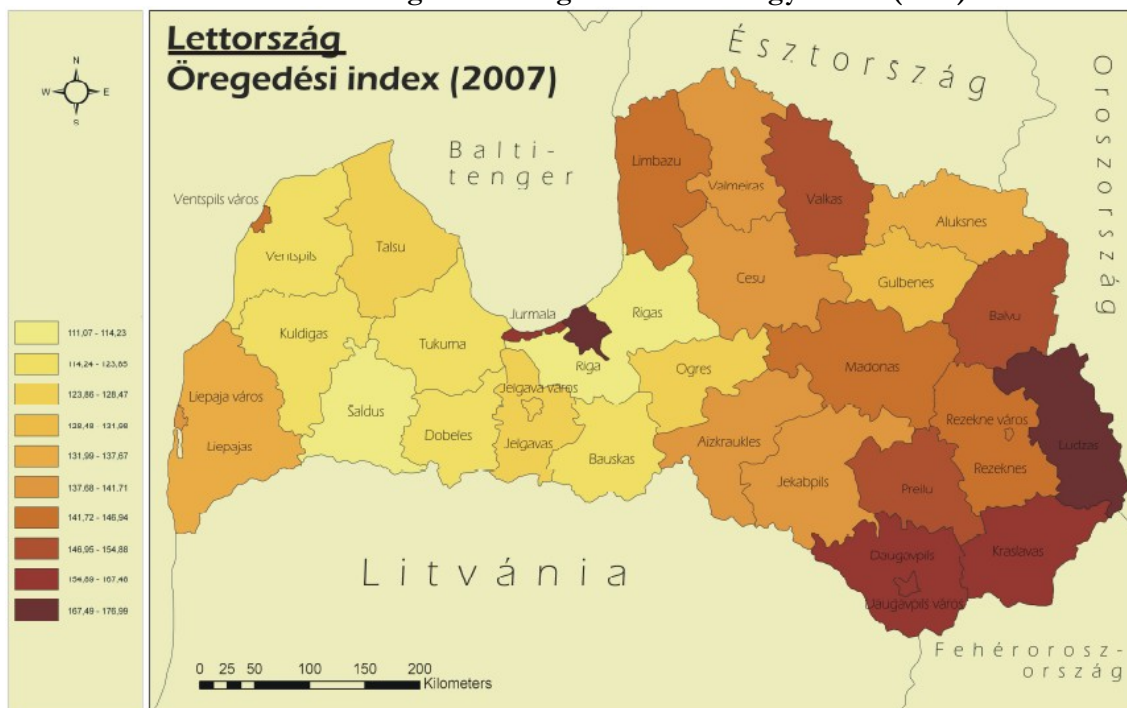 Lettország
Öregedési index (2007)
N
W E
S
Észtország
Oroszország
Balti-
tenger
Limbazu
Valmeiras
Valkas
Ventspils város
Aluksnes
Talsu
Ventspils
Cesu
Gulbenes
Jurmala
Rigas
Balvu
Kuldigas
Tukuma
Riga
Ogres
Madonas
Liepaja város
Jelgava város
Saldus
Rezekne város
Liepajas
Dobeles
Jelgavas
Bauskas
Aizkraukles
Ludzas
Rezeknes
Jekabpils
Preilu
Daugavpils
Kraslavas
Daugavpils város
Litvánia
Fehérorosz-
ország
111,07 - 114,23
114,24 - 123,85
123,86 - 128,47
128,48 - 131,98
131,99 - 137,67
137,68 - 141,71
141,72 - 146,94
146,95 - 154,88
154,89 - 167,48
167,49 - 176,99
0 25 50 100 150 200
Kilometers